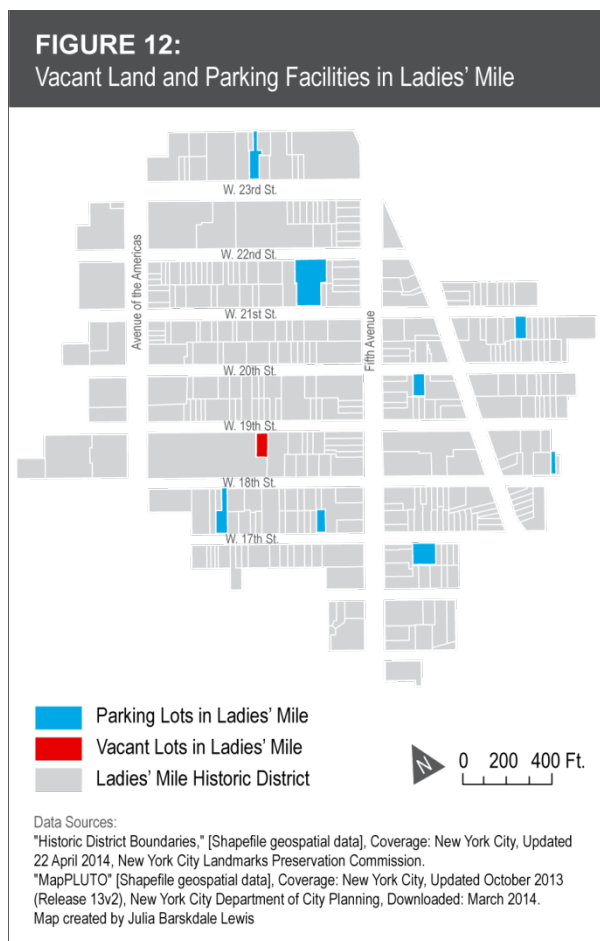 FIGURE 12:
Vacant Land and Parking Facilities in Ladies' Mile
W. 23rd St.
W. 22nd St.
Avenue of the Americas
W. 21st St.
Fifth Avenue
W. 20th St.
W. 19th St.
W. 18th St.
W. 17th St.
Parking Lots in Ladies' Mile
Vacant Lots in Ladies' Mile
Ladies' Mile Historic District
N
0 200 400 Ft.
Data Sources:
"Historic District Boundaries," [Shapefile geospatial data], Coverage: New York City, Updated
22 April 2014, New York City Landmarks Preservation Commission.
"MapPLUTO" [Shapefile geospatial data], Coverage: New York City, Updated October 2013
(Release 13v2), New York City Department of City Planning, Downloaded: March 2014.
Map created by Julia Barskdale Lewis